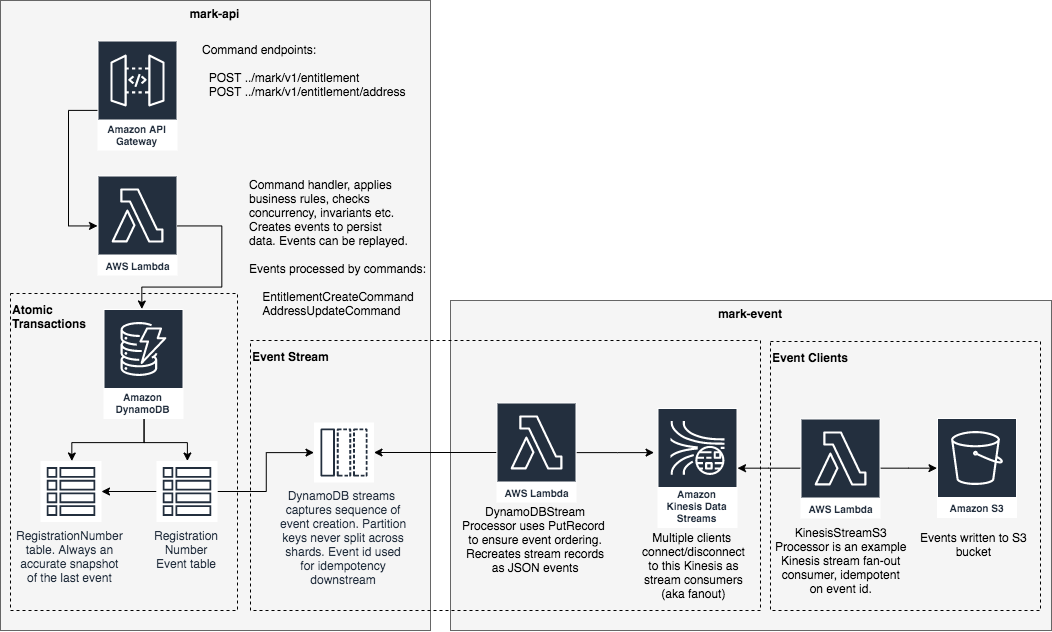 mark-api
Command endpoints:
POST ../mark/v1/entitlement
POST ../mark/v1/entitlement/address
Amazon API
Gateway
Command handler, applies
business rules, checks
concurrency, invariants etc.
Creates events to persist
data. Events can be replayed.
Events processed by commands:
EntitlementCreateCommand
AddressUpdateCommand
AWS Lambda
Atomic
Transactions
Amazon
DynamoDB
RegistrationNumber
table. Always an
accurate snapshot
of the last event
Registration
Number
Event table
Event Stream
DynamoDB streams
captures sequence of
event creation. Partition
keys never split across
shards. Event id used
for idempotency
downstream
mark-event
AWS Lambda
DynamoDBStream
Processor uses PutRecord
to ensure event ordering.
Recreates stream records
as JSON events
Amazon
Kinesis Data
Streams
Multiple clients
connect/disconnect
to this Kinesis as
stream consumers
(aka fanout)
Event Clients
AWS Lambda
KinesisStreamS3
Processor is an example
Kinesis stream fan-out
consumer, idempotent
on event id.
Amazon S3
Events written to S3
bucket